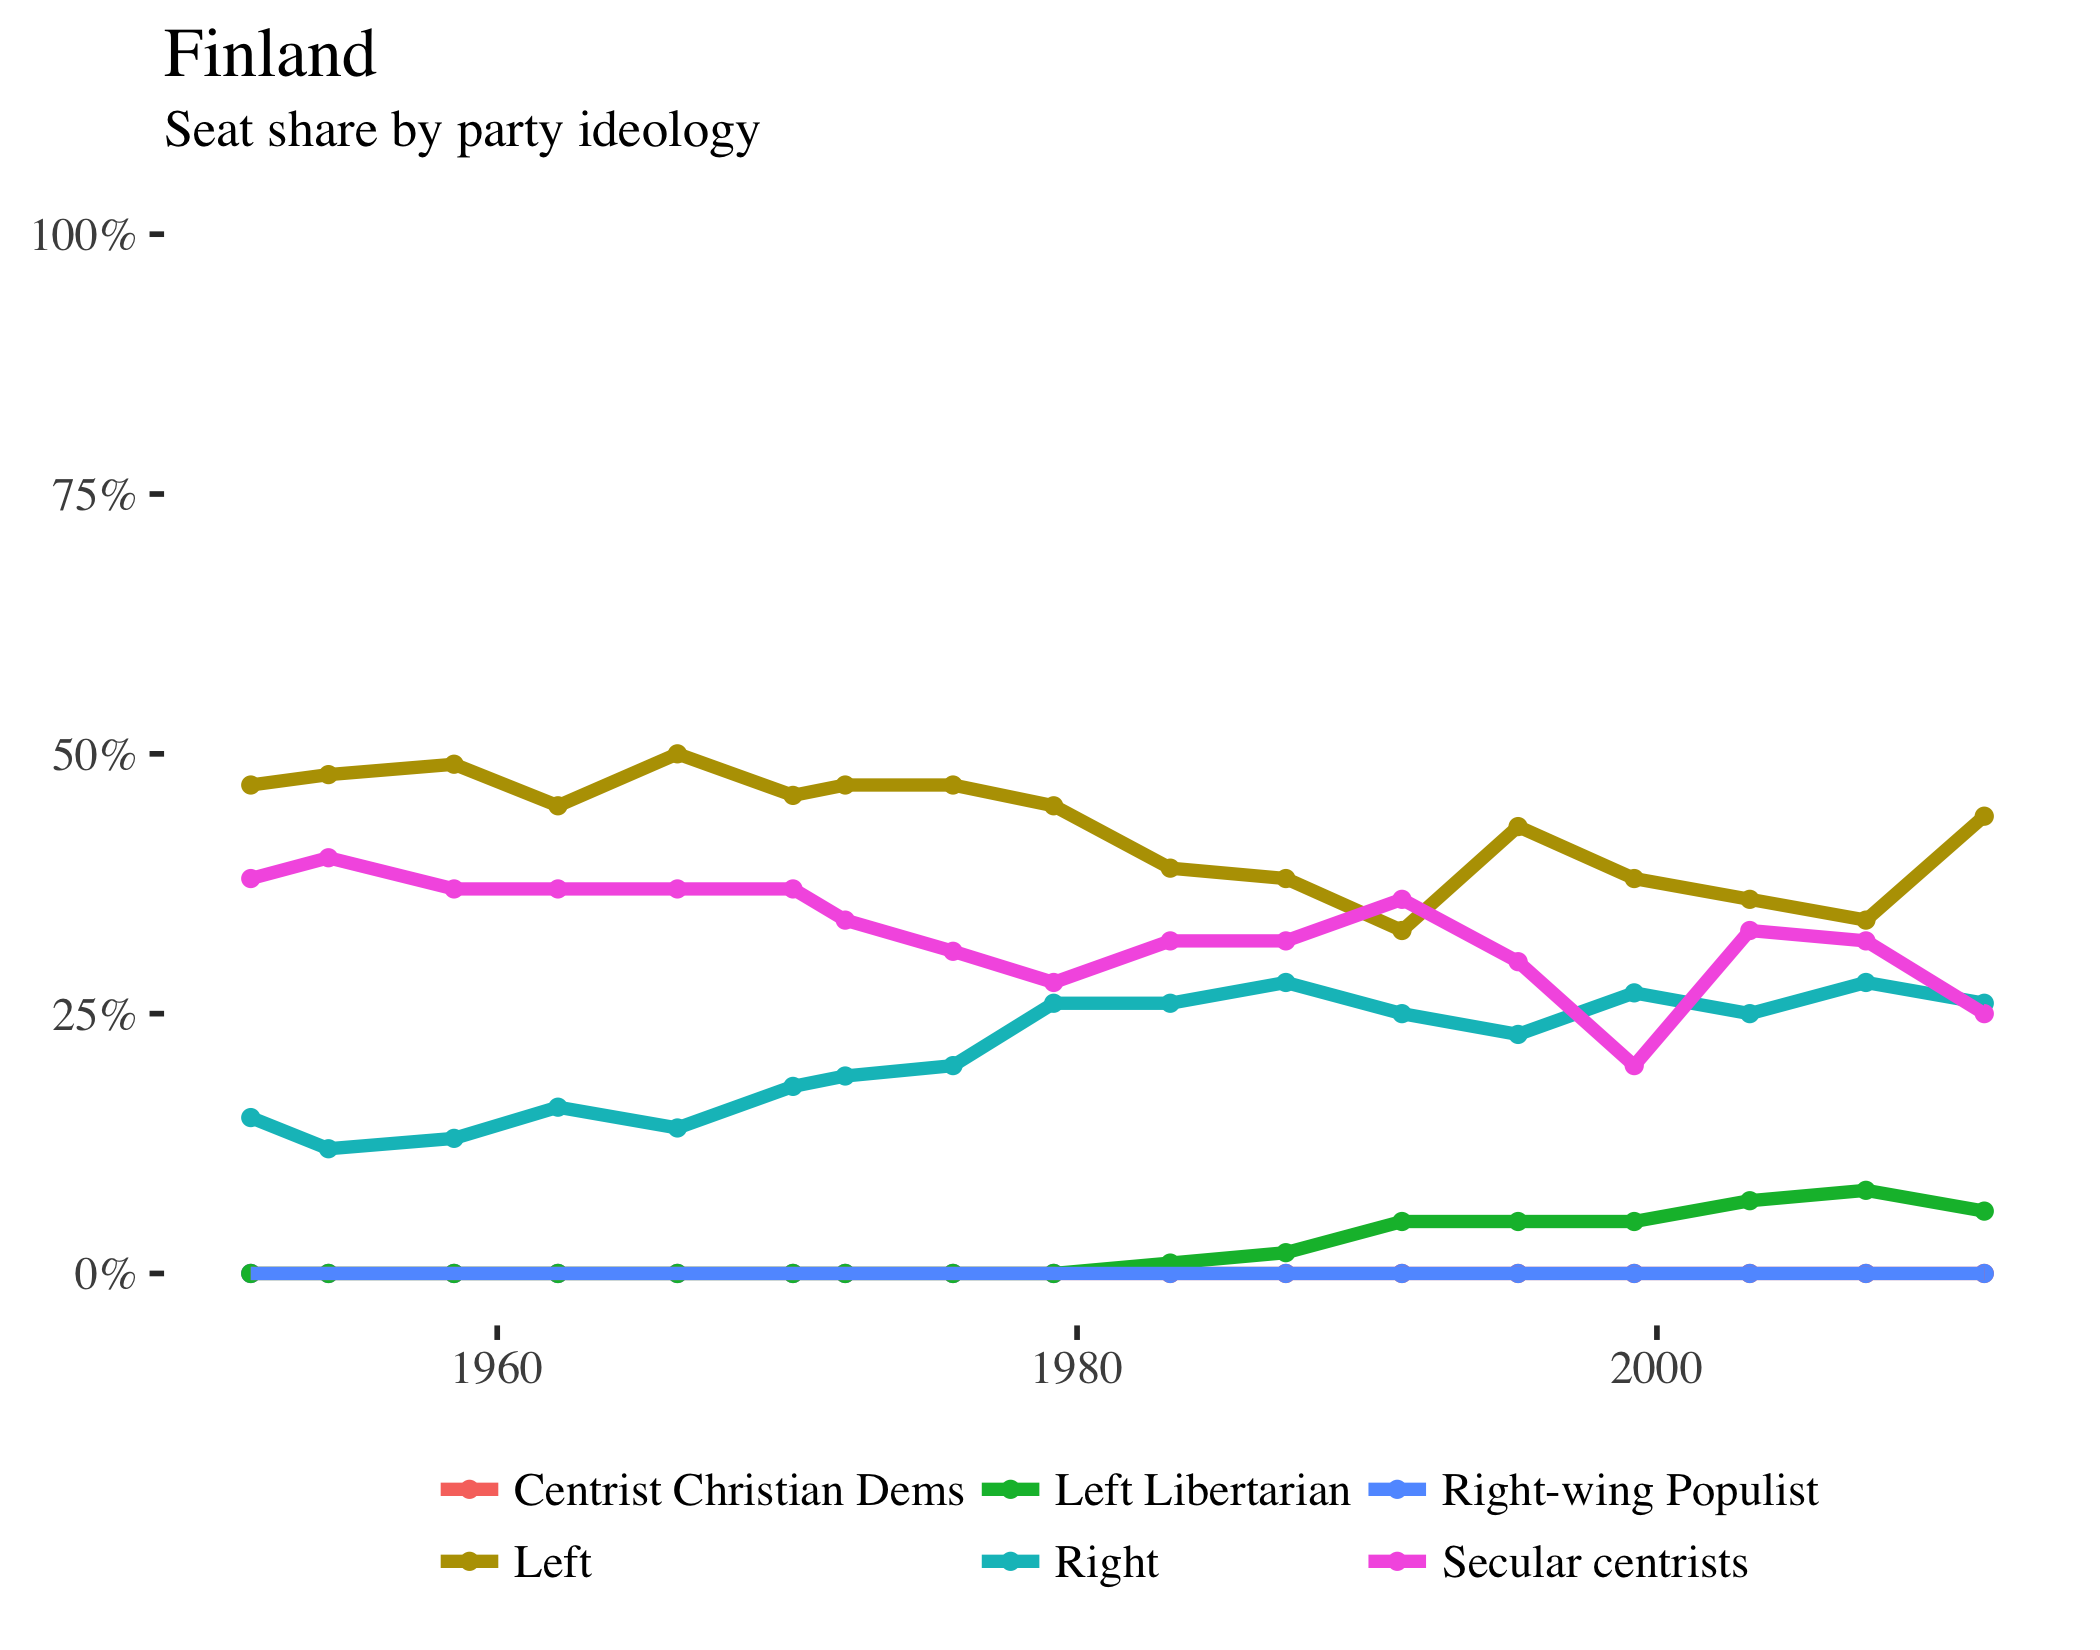 Finland
Seat share by party ideology
100%
75%
50%
25%
0%
1960 1980 2000
Centrist Christian Dems Left Libertarian Right-wing Populist
Left Right Secular centrists